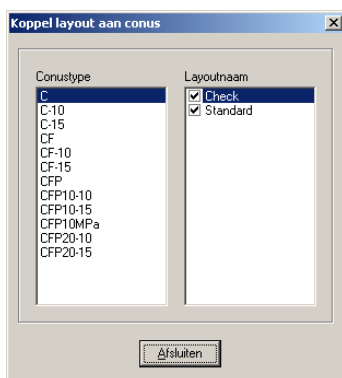 Koppel layout aan conus
Conustype
C
C-10
C-15
CF
CF-10
CF-15
CFP
CFP10-10
CFP10-15
CFP10MPa
CFP20-10
CFP20-15
Layoutnaam
Check
Standard
Afsluiten